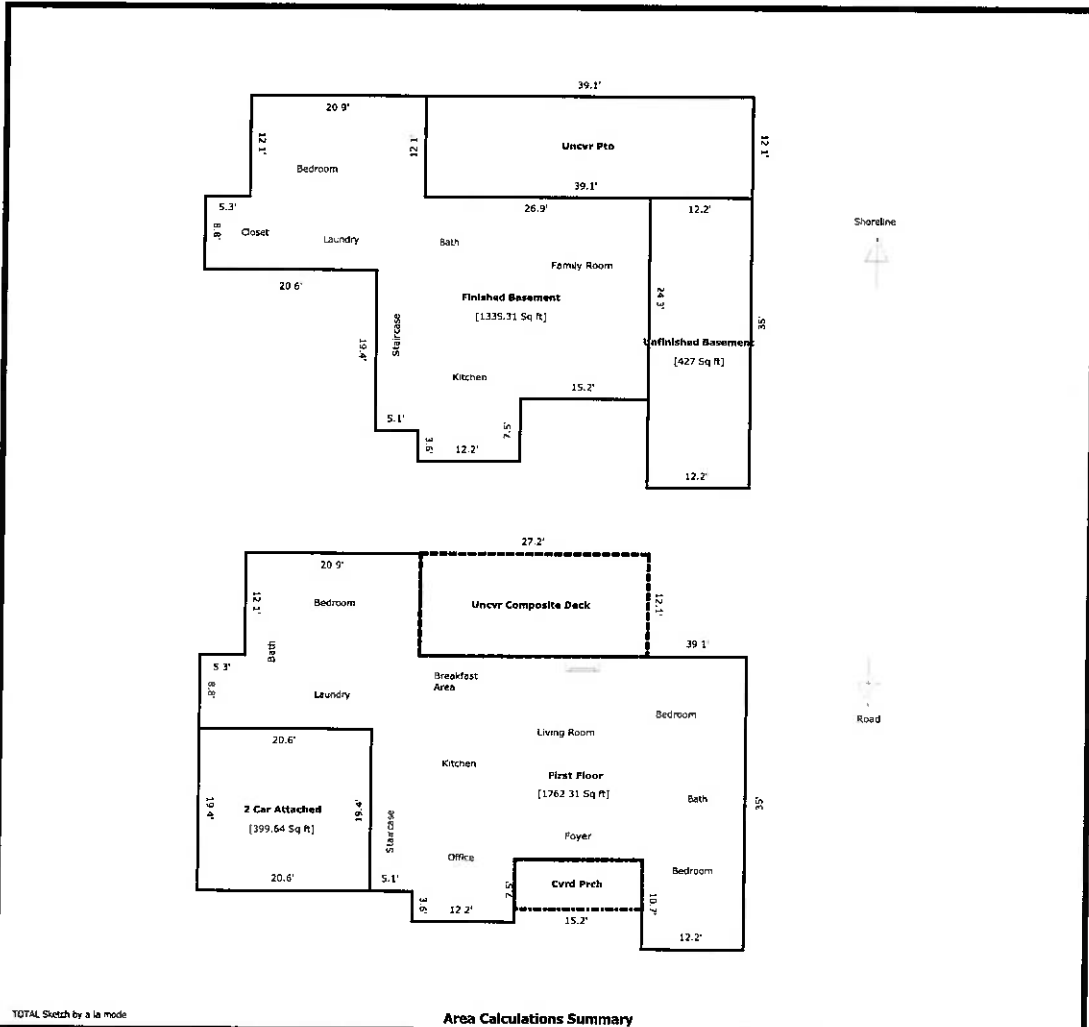 39.1'
20 9'
12 1'
12 1'
Uncvr Pto
12 1'
Bedroom
39.1'
5.3'
26.9'
12.2'
8.8'
Closet
Laundry
Bath
Shoreline
Family Room
20 6'
Finished Basement
[1339.31 Sq ft]
24 3'
35'
Staircase
19.4'
Unfinished Basement
[427 Sq ft]
Kitchen
15.2'
5.1'
3.6'
12.2'
7.5'
12.2'
27.2'
20 9'
12 1'
Bedroom
Uncvr Composite Deck
12.1'
39 1'
Bath
5 3'
8.8'
Breakfast
Area
Laundry
Bedroom
Road
20.6'
Living Room
Kitchen
First Floor
[1762 31 Sq ft]
19 4'
2 Car Attached
[399.64 Sq ft]
19.4'
Bath
35'
Staircase
Foyer
Office
Bedroom
20.6'
5.1'
Cvrd Prch
7.5'
3.6'
12 2'
15.2'
10.7'
12.2'
TOTAL Sketch by a la mode
Area Calculations Summary